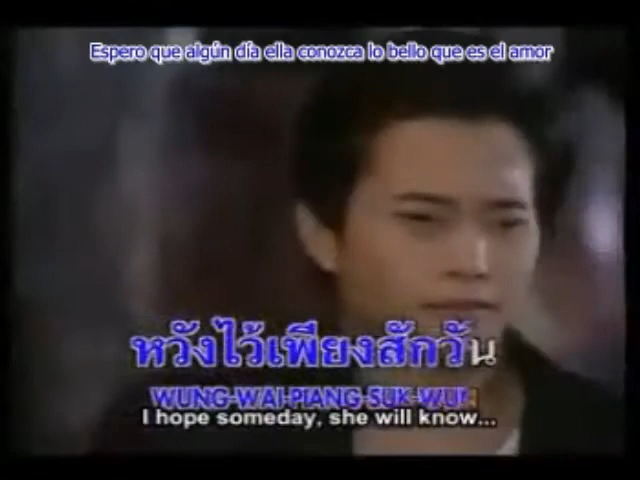 Espero que algún día ella conozca lo bello que es el amor
หวังไว้เพียงสักวัน
WUNG-WAI-PIANG-SUK-WUN
I hope someday, she will know...